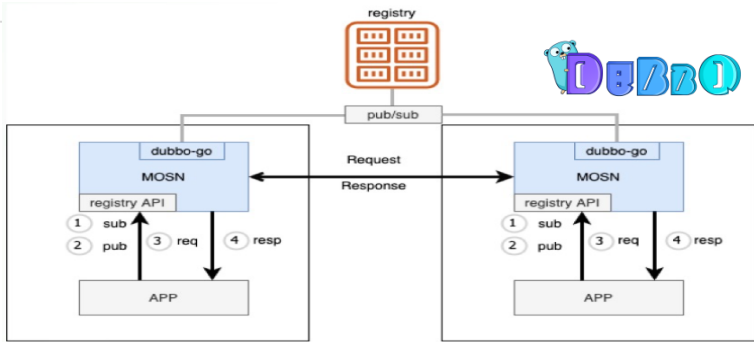 registry
DUBBO
pub/sub
dubbo-go
MOSN
registry API
1 sub
2 pub
3 req
4 resp
APP
Request
Response
dubbo-go
MOSN
registry API
1 sub
2 pub
3 req
4 resp
APP